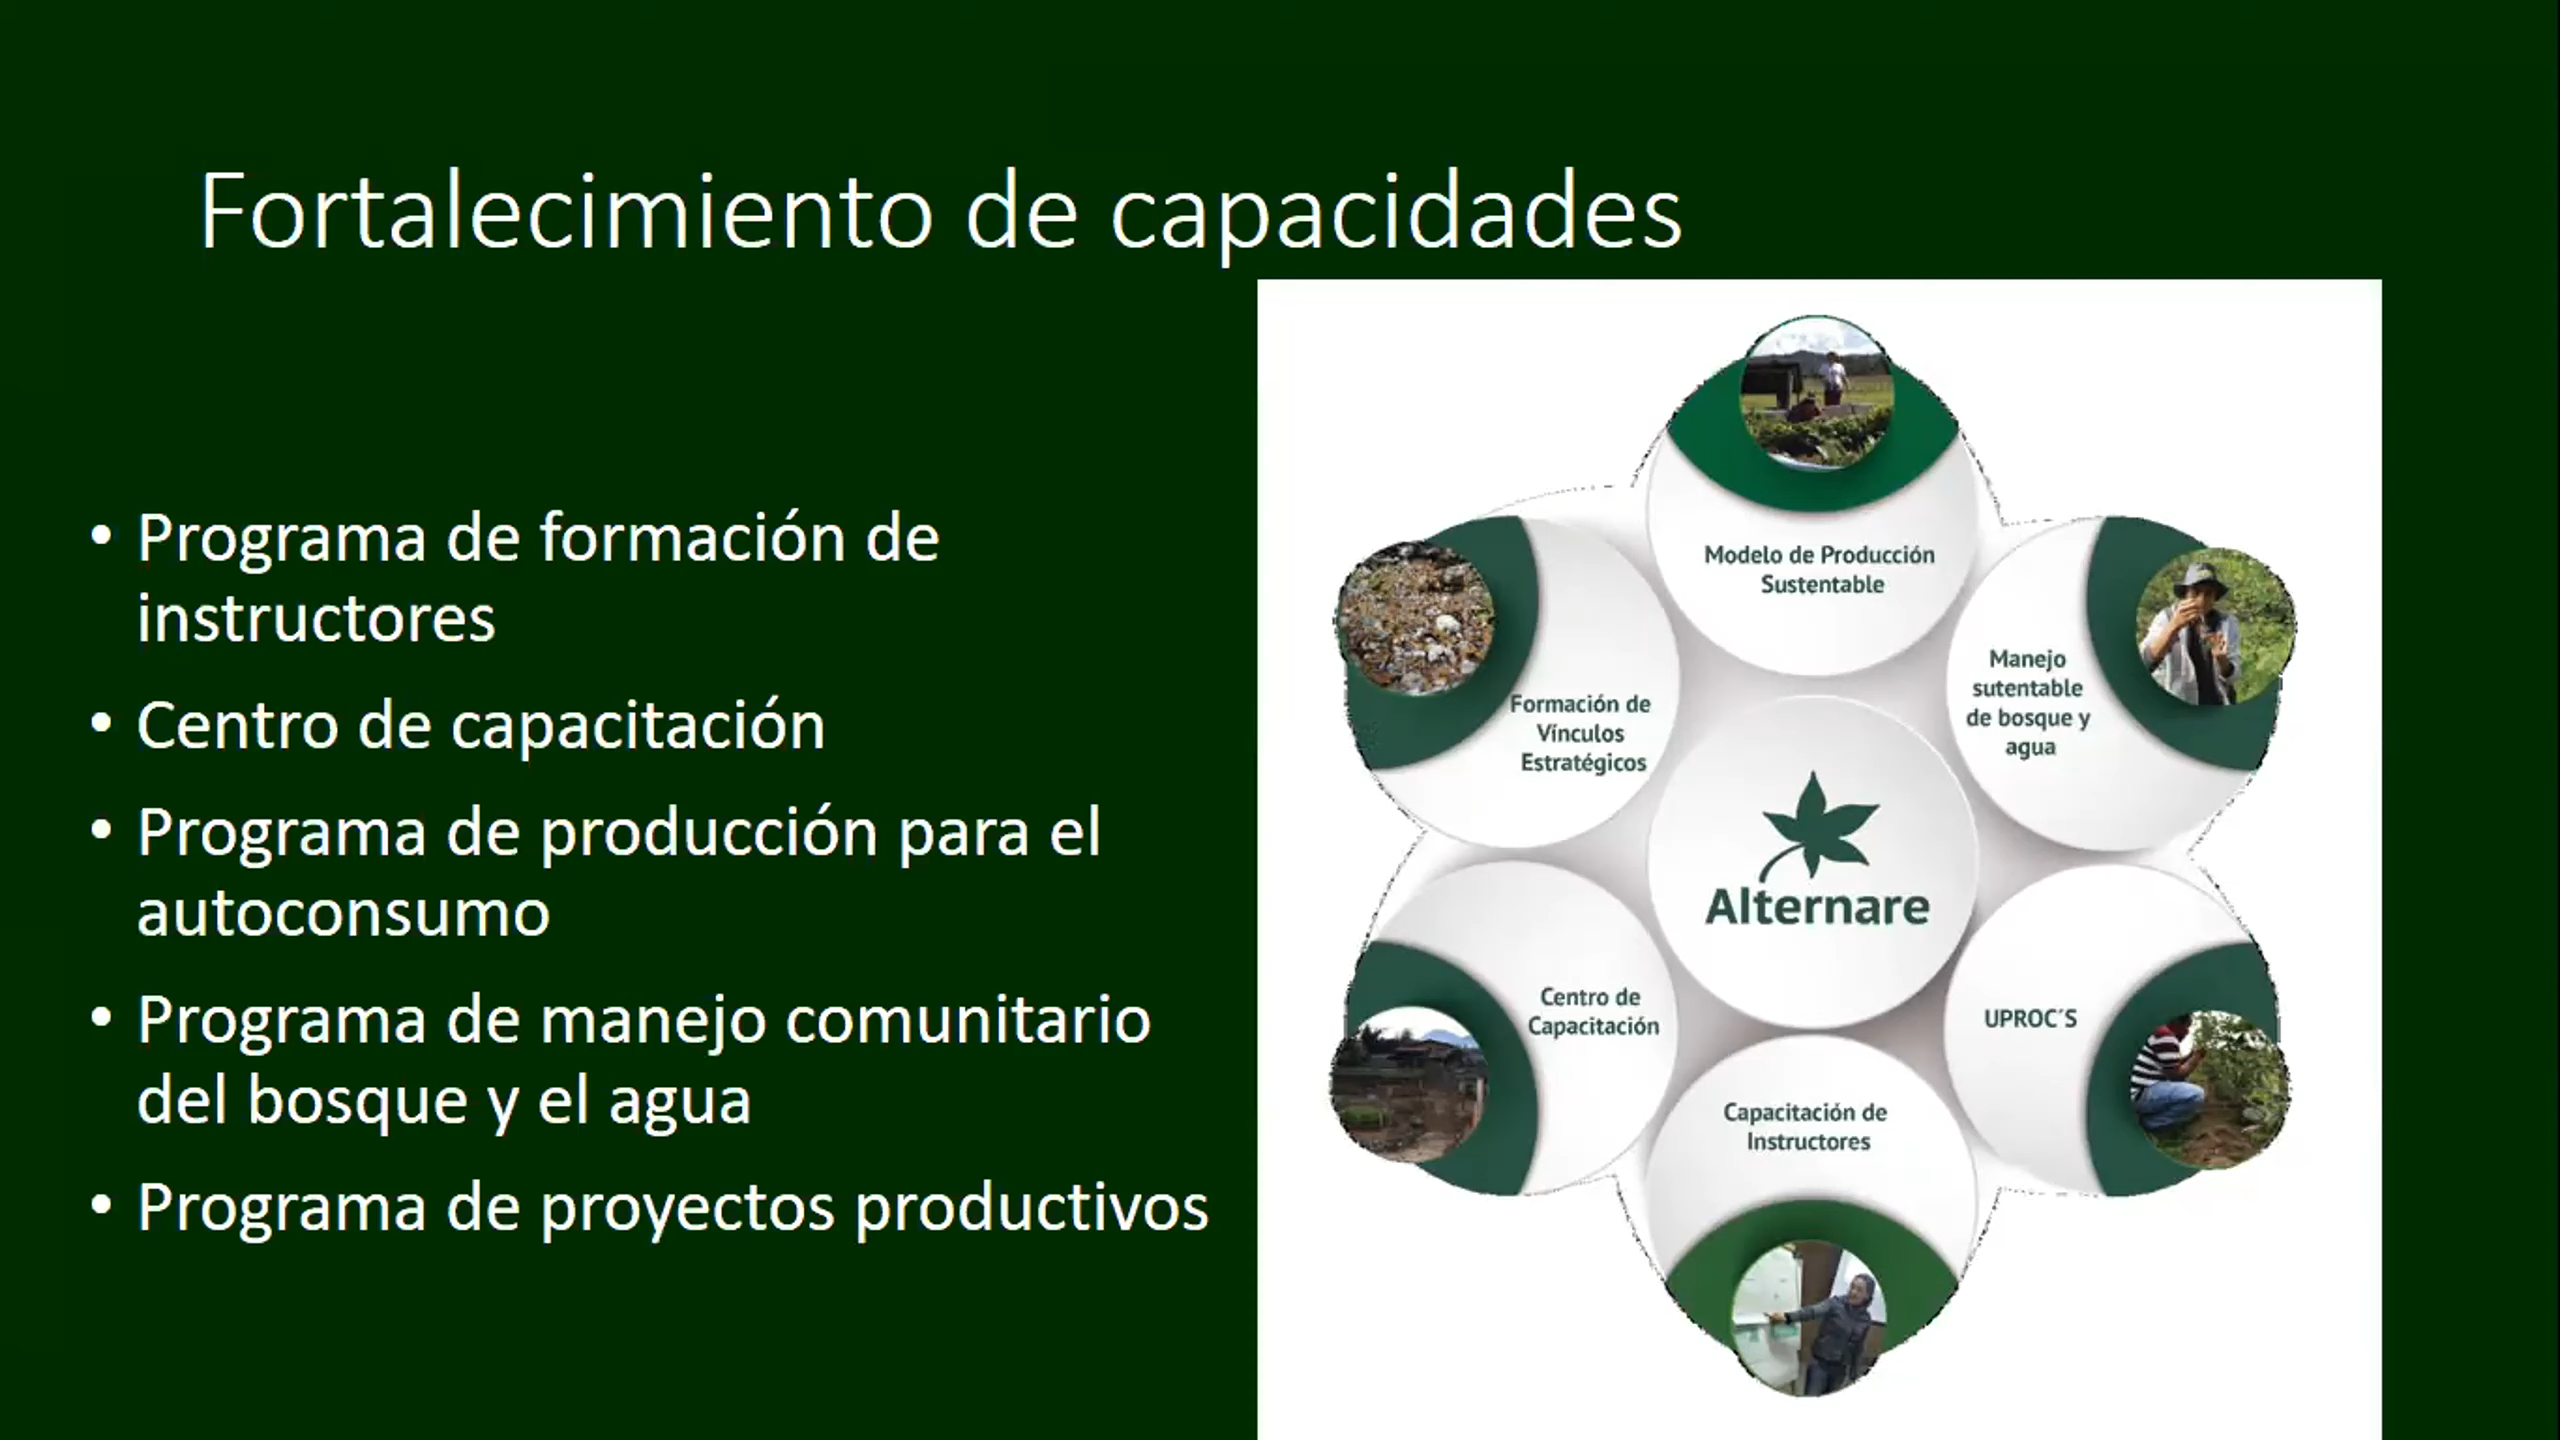 Fortalecimiento de capacidades
• Programa de formación de
instructores
• Centro de capacitación
• Programa de producción para el
autoconsumo
• Programa de manejo comunitario
del bosque y el agua
• Programa de proyectos productivos
Modelo de Producción
Sustentable
Manejo
sutentable
de bosque y
agua
Formación de
Vínculos
Estratégicos
Alternare
Centro de
Capacitación
UPROC´S
Capacitación de
Instructores